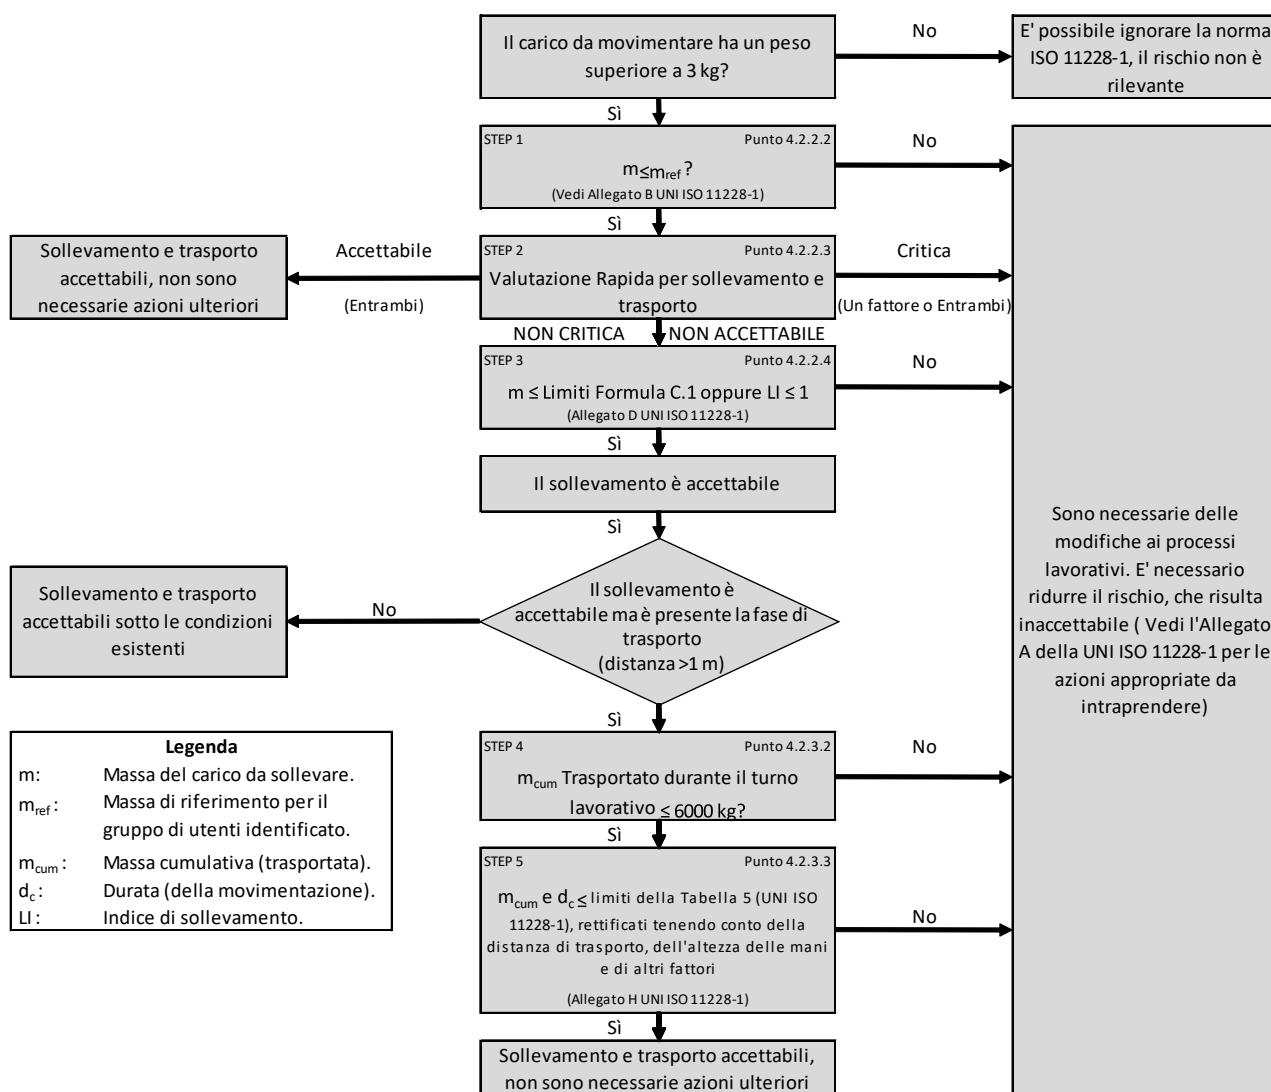 Il carico da movimentare ha un peso
superiore a 3 kg?
No
E' possibile ignorare la norma
ISO 11228-1, il rischio non è
rilevante
Sì
STEP 1 Punto 4.2.2.2
m≤mref ?
(Vedi Allegato B UNI ISO 11228-1)
No
Sì
Sollevamento e trasporto
accettabili, non sono
necessarie azioni ulteriori
Accettabile
(Entrambi)
STEP 2 Punto 4.2.2.3
Valutazione Rapida per sollevamento e
trasporto
Critica
(Un fattore o Entrambi)
NON CRITICA NON ACCETTABILE
STEP 3 Punto 4.2.2.4
m ≤ Limiti Formula C.1 oppure LI ≤ 1
(Allegato D UNI ISO 11228-1)
No
Sì
Il sollevamento è accettabile
Sì
Il sollevamento è
accettabile ma è presente la fase di
trasporto
(distanza >1 m)
No
Sollevamento e trasporto
accettabili sotto le condizioni
esistenti
Sono necessarie delle
modifiche ai processi
lavorativi. E' necessario
ridurre il rischio, che risulta
inaccettabile ( Vedi l'Allegato
A della UNI ISO 11228-1 per le
azioni appropriate da
intraprendere)
Sì
STEP 4 Punto 4.2.3.2
mcum Trasportato durante il turno
lavorativo ≤ 6000 kg?
No
Sì
STEP 5 Punto 4.2.3.3
mcum e dc ≤ limiti della Tabella 5 (UNI ISO
11228-1), rettificati tenendo conto della
distanza di trasporto, dell'altezza delle mani
e di altri fattori
(Allegato H UNI ISO 11228-1)
No
Sì
Sollevamento e trasporto accettabili,
non sono necessarie azioni ulteriori
Legenda
m: Massa del carico da sollevare.
mref : Massa di riferimento per il
gruppo di utenti identificato.
mcum : Massa cumulativa (trasportata).
dc : Durata (della movimentazione).
LI : Indice di sollevamento.